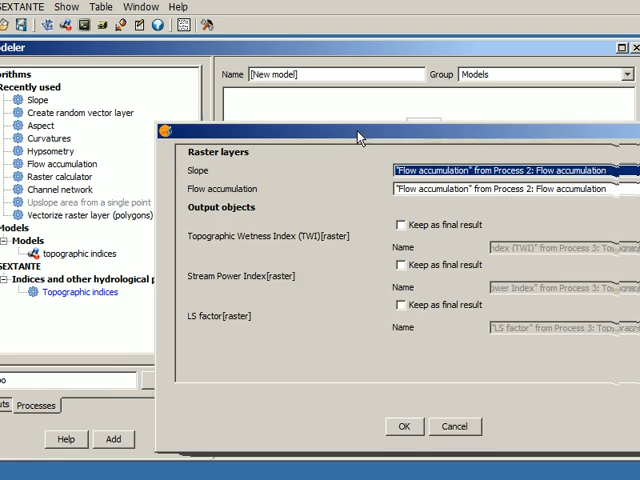 SEXTANTE Show Table Window Help
odeler
orithms
Recently used
Slope
Create random vector layer
Aspect
Curvatures
Hypsometry
Flow accumulation
Raster calculator
Channel network
Upslope area from a single point
Vectorize raster layer (polygons)
Models
Models
topographic indices
SEXTANTE
Indices and other hydrological p
Topographic indices
Name [New model] Group Models
Raster layers
Slope "Flow accumulation" from Process 2: Flow accumulation
Flow accumulation "Flow accumulation" from Process 2: Flow accumulation
Output objects
Topographic Wetness Index (TWI)[raster]
Keep as final result
Name ndex (TWI)" from Process 3: To
Stream Power Index[raster]
Keep as final result
Name ower Index" from Process 3: To
LS factor[raster]
Keep as final result
Name "LS factor" from Process 3: Topogra
OK Cancel
po
uts Processes
Help Add